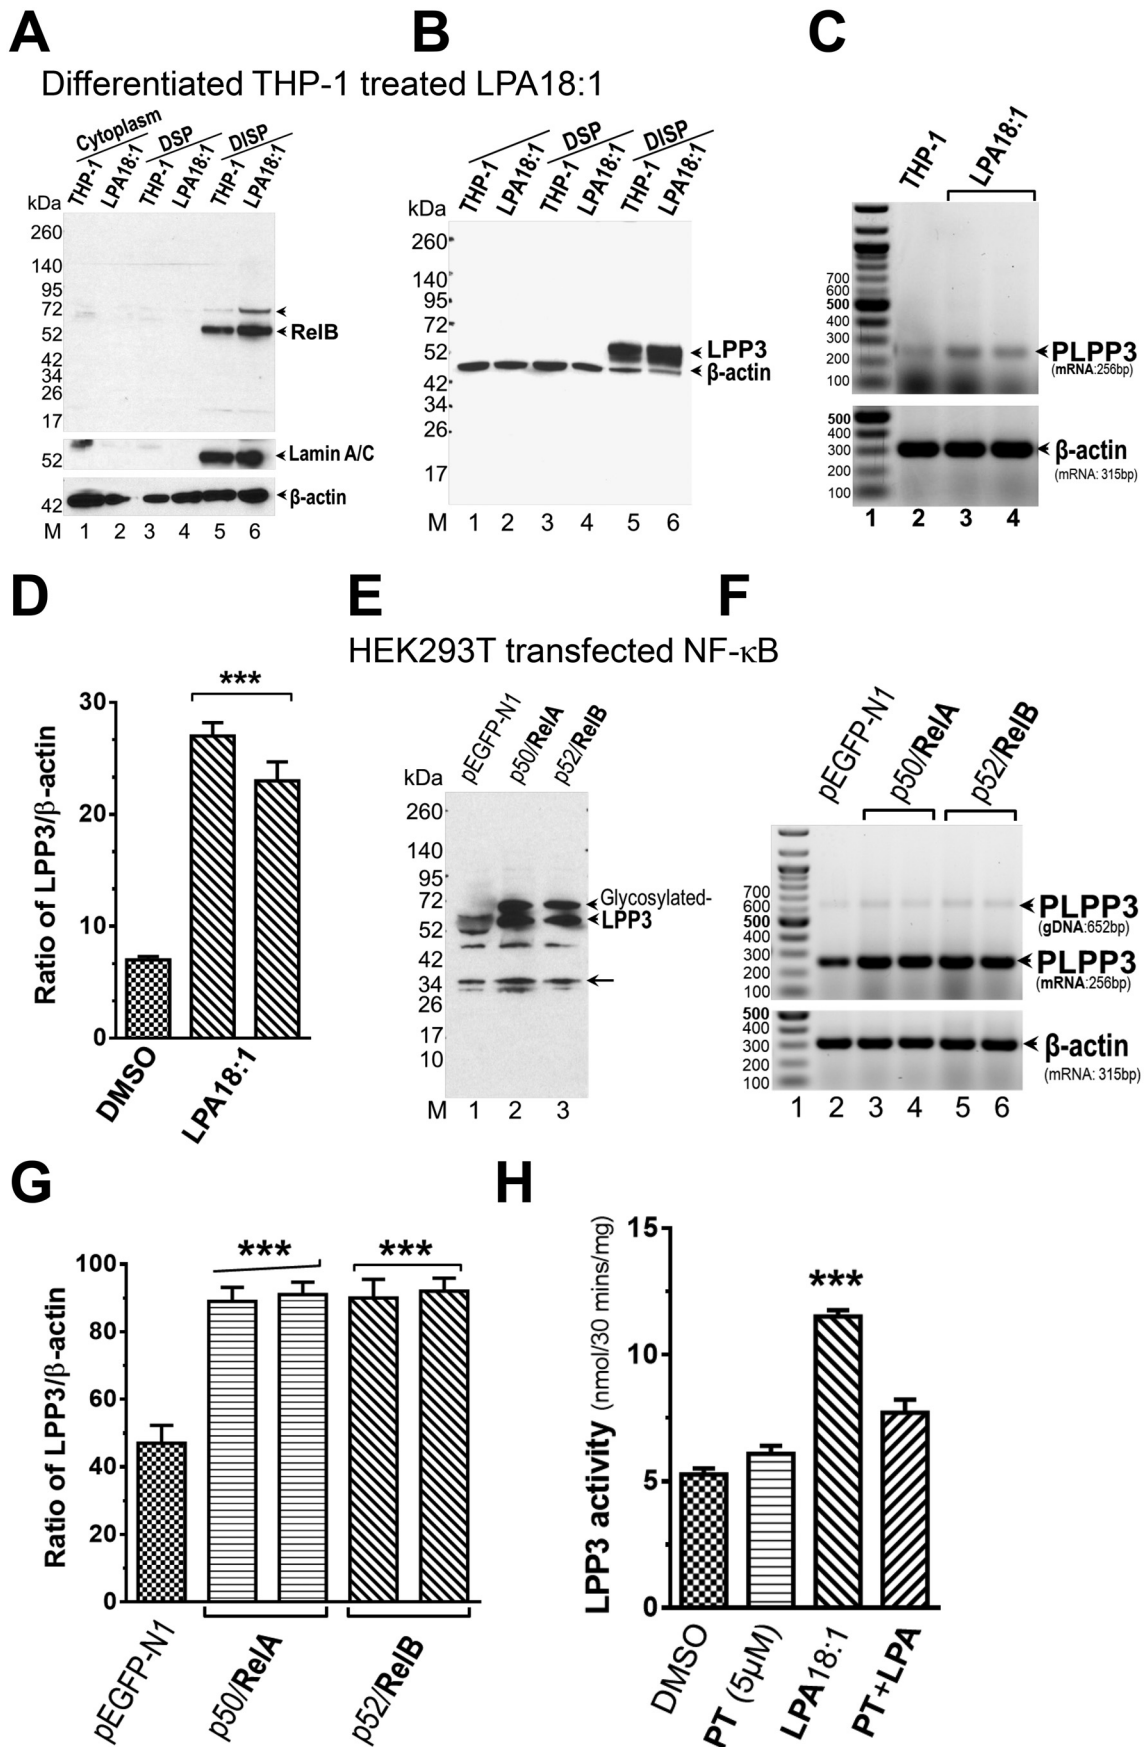 A
B
C
Differentiated THP-1 treated LPA18:1
Cytoplasm
DSP
DISP
THP-1
LPA18:1
THP-1
LPA18:1
THP-1
LPA18:1
kDa
260
140
95
72
52
42
34
26
17
RelB
52
Lamin A/C
42
β-actin
M 1 2 3 4 5 6
DSP
DISP
THP-1
LPA18:1
THP-1
LPA18:1
THP-1
LPA18:1
kDa
260
140
95
72
52
42
34
26
17
LPP3
β-actin
M 1 2 3 4 5 6
THP-1
LPA18:1
700
600
500
400
300
200
100
PLPP3
(mRNA:256bp)
500
400
300
200
100
β-actin
(mRNA: 315bp)
1 2 3 4
D
E
F
HEK293T transfected NF-κB
***
30
20
10
0
Ratio of LPP3/β-actin
DMSO
LPA18:1
pEGFP-N1
p50/RelA
p52/RelB
kDa
260
140
95
72
52
42
34
26
17
10
Glycosylated-
LPP3
M 1 2 3
pEGFP-N1
p50/RelA
p52/RelB
700
600
500
400
300
200
100
PLPP3
(gDNA:652bp)
PLPP3
(mRNA:256bp)
500
400
300
200
100
β-actin
(mRNA: 315bp)
1 2 3 4 5 6
G
H
*** ***
100
80
60
40
20
0
Ratio of LPP3/β-actin
pEGFP-N1
p50/RelA
p52/RelB
***
15
10
5
0
LPP3 activity (nmol/30 mins/mg)
DMSO
PT (5µM)
LPA18:1
PT+LPA